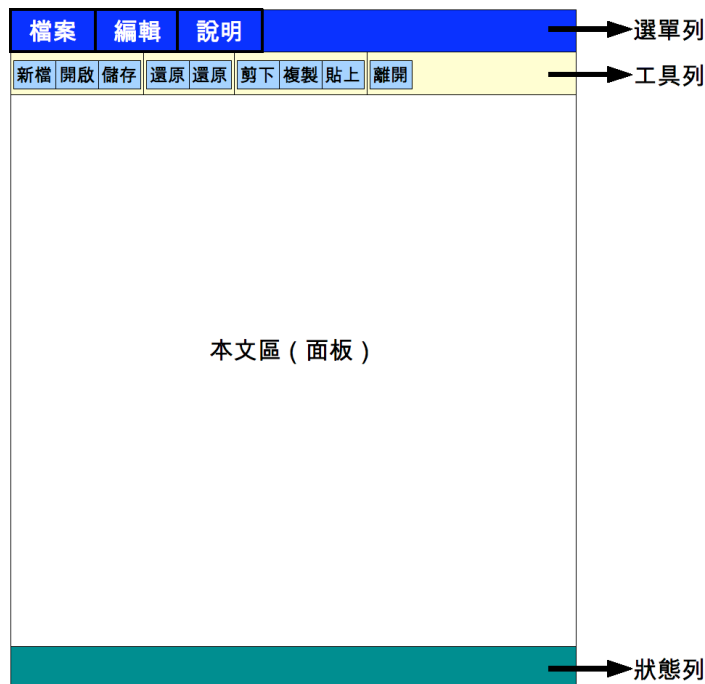 檔案 編輯 說明 選單列
新檔 開啟 儲存 還原 還原 剪下 複製 貼上 離開 工具列
本文區（面板）
狀態列